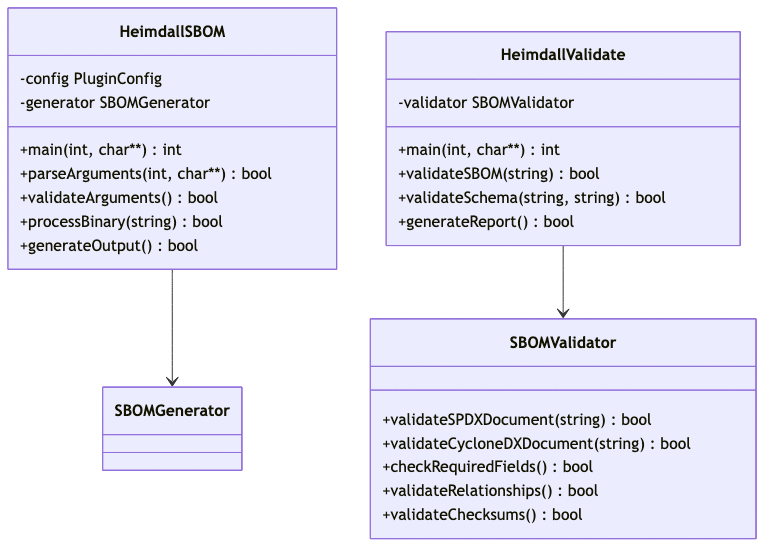 HeimdallSBOM
-config PluginConfig
-generator SBOMGenerator
+main(int, char**) : int
+parseArguments(int, char**) : bool
+validateArguments() : bool
+processBinary(string) : bool
+generateOutput() : bool
SBOMGenerator
HeimdallValidate
-validator SBOMValidator
+main(int, char**) : int
+validateSBOM(string) : bool
+validateSchema(string, string) : bool
+generateReport() : bool
SBOMValidator
+validateSPDXDocument(string) : bool
+validateCycloneDXDocument(string) : bool
+checkRequiredFields() : bool
+validateRelationships() : bool
+validateChecksums() : bool